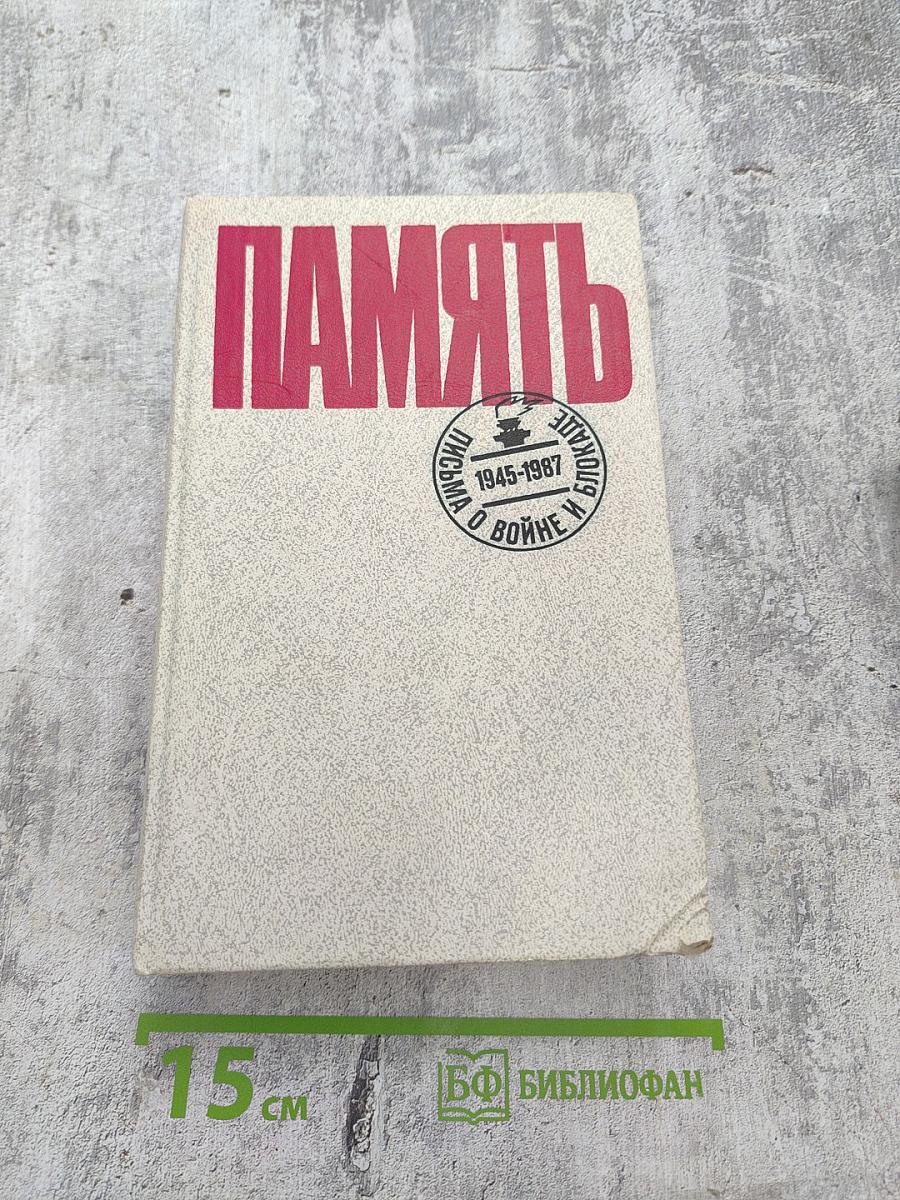 ПАМЯТЬ
ПИСЬМА О ВОЙНЕ И БЛОКАДЕ
1945-1987
15 см
БФ БИБЛИОФАН